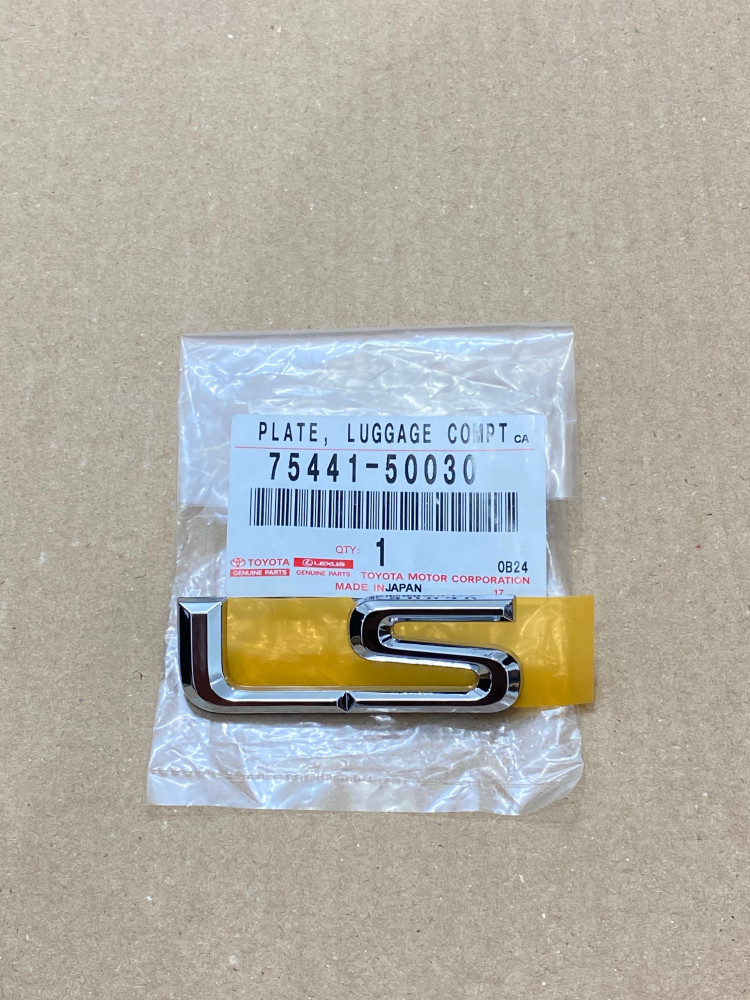 PLATE, LUGGAGE COMPT CA
75441-50030
QTY: 1
0B24
TOYOTA LEXUS
GENUINE PARTS GENUINE PARTS TOYOTA MOTOR CORPORATION
MADE IN JAPAN 17
LS